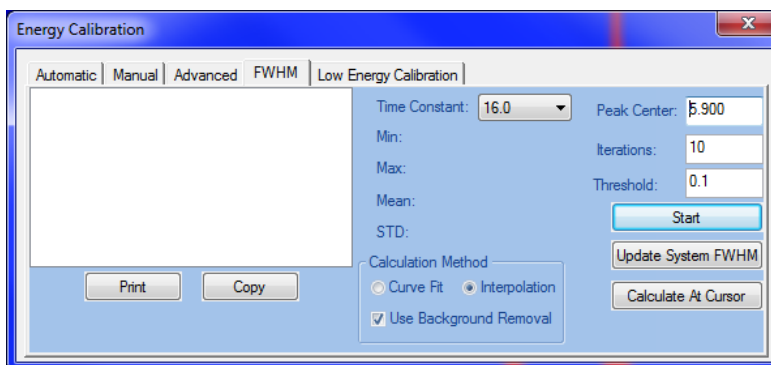 Energy Calibration
Automatic Manual Advanced FWHM Low Energy Calibration
Time Constant: 16.0
Min:
Max:
Mean:
STD:
Peak Center: 5.900
Iterations: 10
Threshold: 0.1
Start
Update System FWHM
Calculate At Cursor
Calculation Method
Curve Fit Interpolation
Use Background Removal
Print Copy